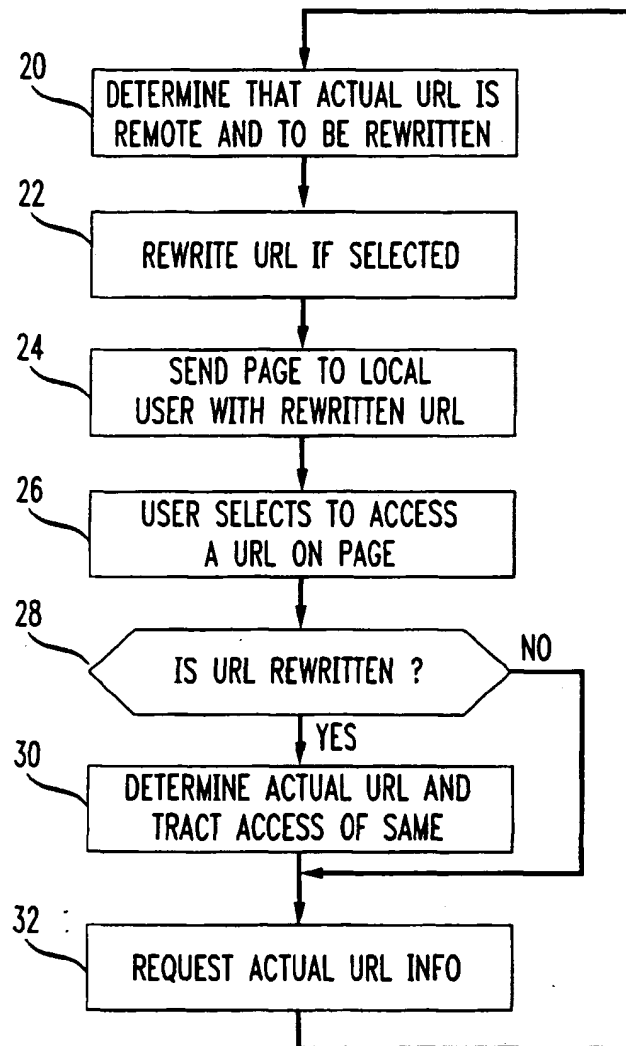 20
DETERMINE THAT ACTUAL URL IS
REMOTE AND TO BE REWRITTEN
22
REWRITE URL IF SELECTED
24
SEND PAGE TO LOCAL
USER WITH REWRITTEN URL
26
USER SELECTS TO ACCESS
A URL ON PAGE
28
IS URL REWRITTEN ?
NO
YES
30
DETERMINE ACTUAL URL AND
TRACT ACCESS OF SAME
32
REQUEST ACTUAL URL INFO